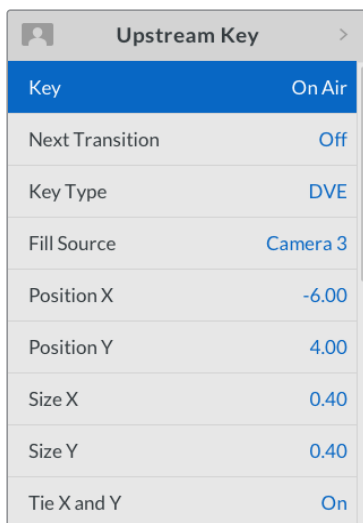 Upstream Key
Key On Air
Next Transition Off
Key Type DVE
Fill Source Camera 3
Position X -6.00
Position Y 4.00
Size X 0.40
Size Y 0.40
Tie X and Y On